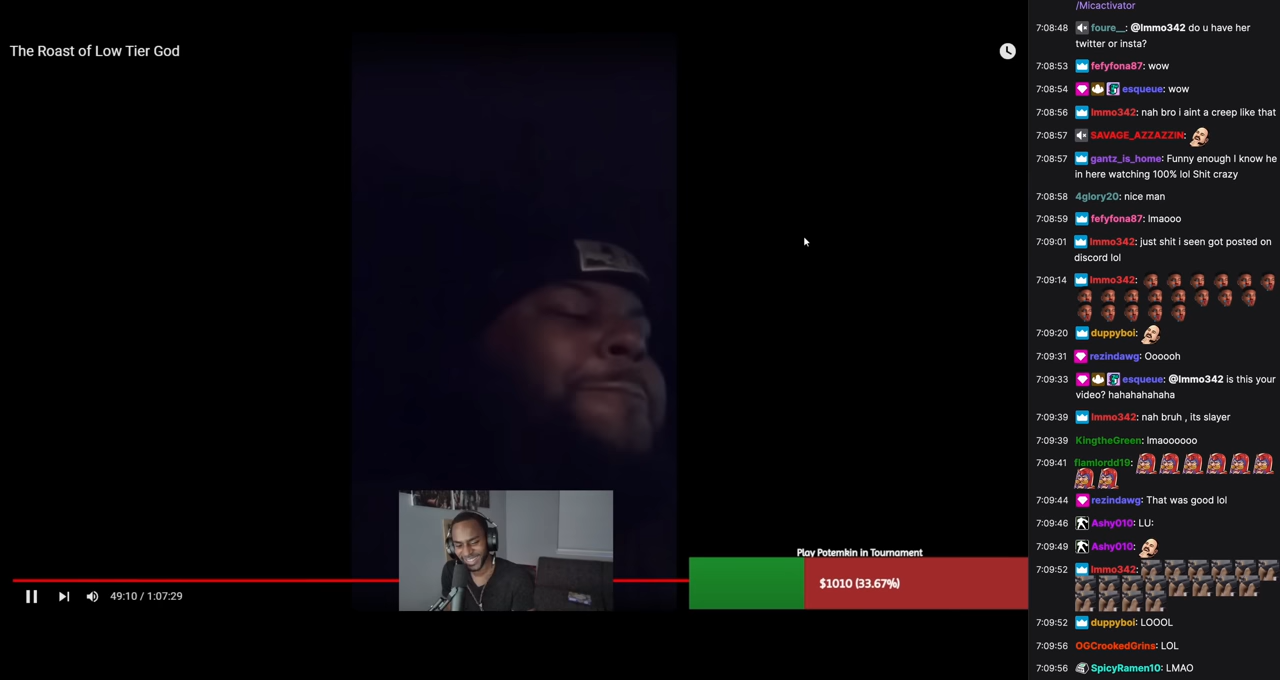 The Roast of Low Tier God
Play Potemkin in Tournament
$1010 (33.67%)
49:10 / 1:07:29
/Micactivator
7:08:48 foure__: @Immo342 do u have her
twitter or insta?
7:08:53 fefyfona87: wow
7:08:54 esqueue: wow
7:08:56 Immo342: nah bro i aint a creep like that
7:08:57 SAVAGE_AZZAZZIN:
7:08:57 gantz_is_home: Funny enough I know he
in here watching 100% lol Shit crazy
7:08:58 4glory20: nice man
7:08:59 fefyfona87: lmaooo
7:09:01 Immo342: just shit i seen got posted on
discord lol
7:09:14 Immo342:
7:09:20 duppyboi:
7:09:31 rezindawg: Oooooh
7:09:33 esqueue: @Immo342 is this your
video? hahahahahaha
7:09:39 Immo342: nah bruh , its slayer
7:09:39 KingtheGreen: lmaoooooo
7:09:41 flamlordd19:
7:09:44 rezindawg: That was good lol
7:09:46 Ashy010: LU:
7:09:49 Ashy010:
7:09:52 Immo342:
7:09:52 duppyboi: LOOOL
7:09:56 OGCrookedGrins: LOL
7:09:56 SpicyRamen10: LMAO